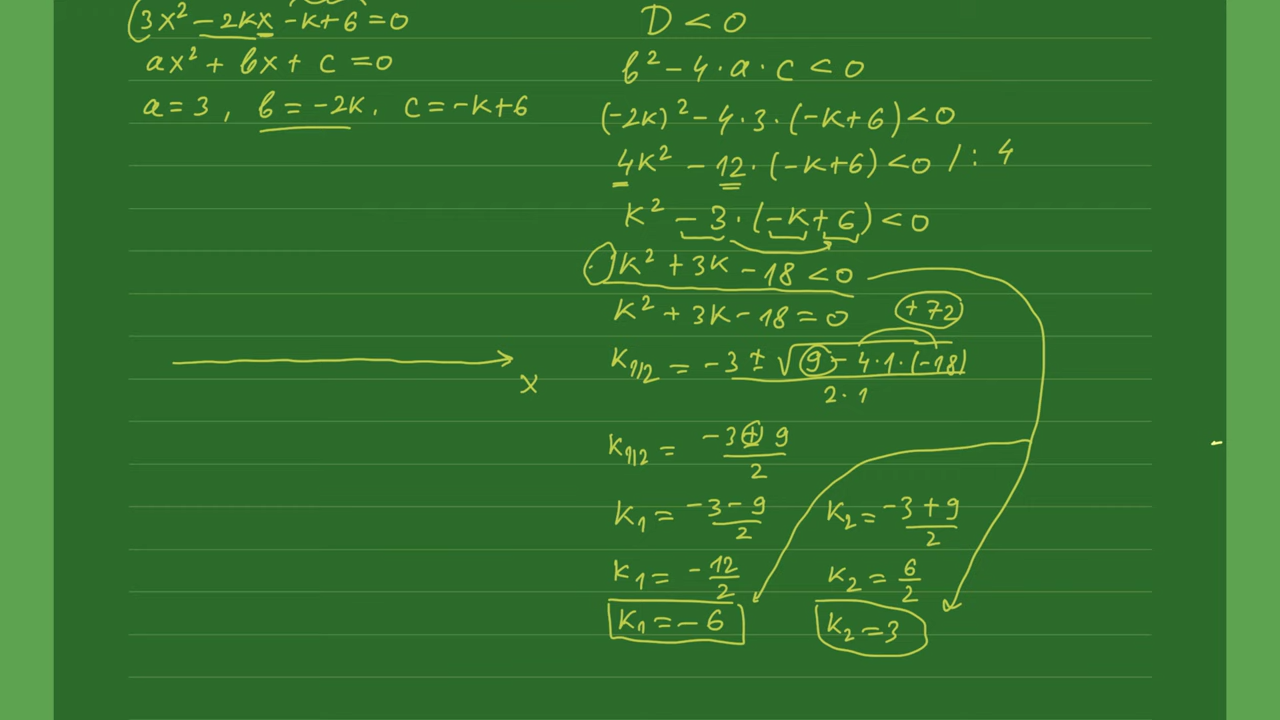 3x² - 2kx - k + 6 = 0
ax² + bx + c = 0
a = 3, b = -2k, c = -k+6
x
D < 0
b² - 4·a·c < 0
(-2k)² - 4·3·(-k+6) < 0
4k² - 12·(-k+6) < 0 / : 4
k² - 3·(-k+6) < 0
k² + 3k - 18 < 0
k² + 3k - 18 = 0 +72
k1/2 = -3 ± √9 - 4·1·(-18)
2·1
k1/2 = -3 ± 9
2
k1 = -3-9 k2 = -3+9
2 2
k1 = -12/2 k2 = 6/2
k1 = -6 k2 = 3